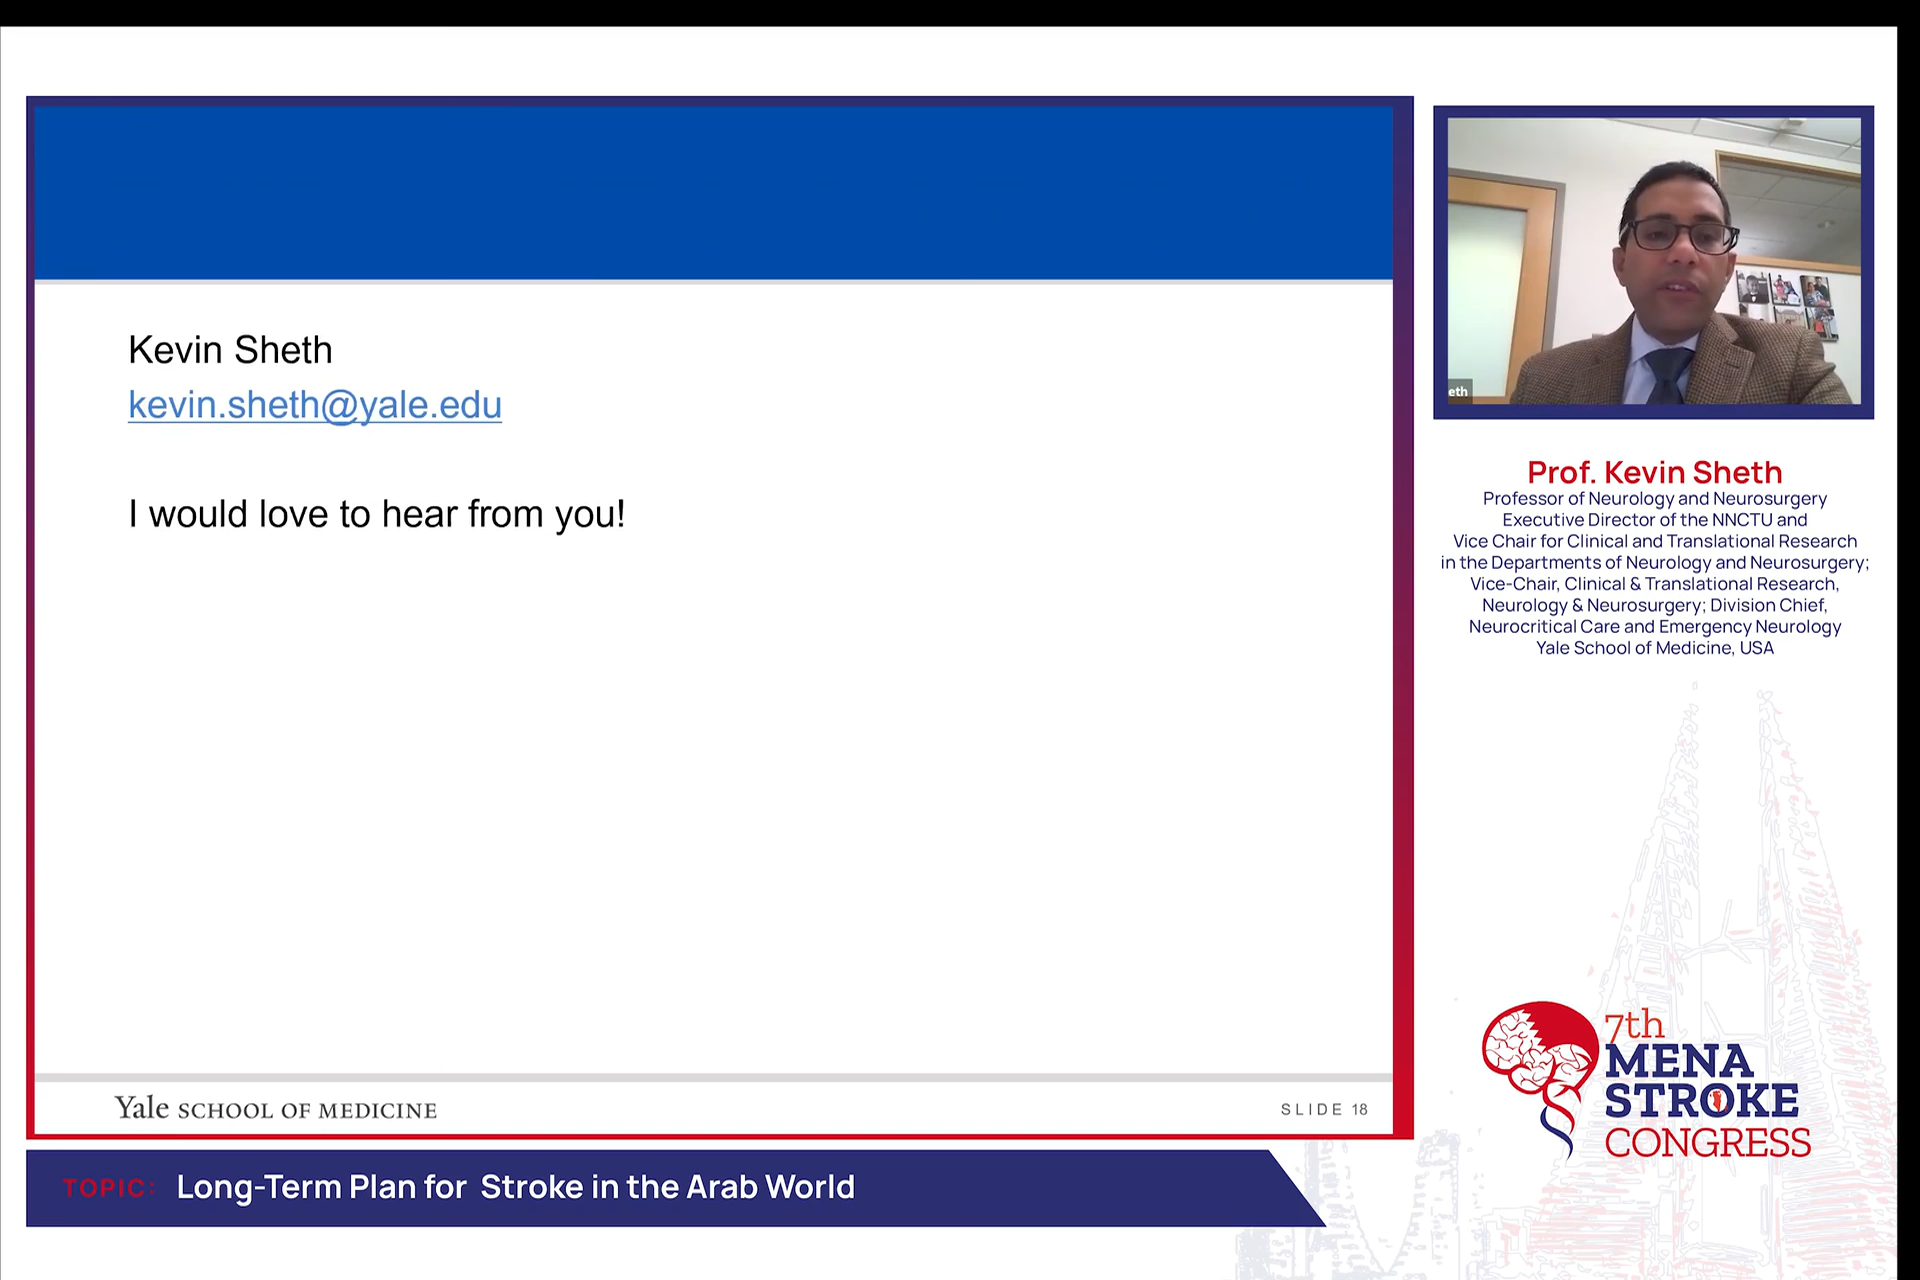 Kevin Sheth
kevin.sheth@yale.edu
I would love to hear from you!
Yale SCHOOL OF MEDICINE
SLIDE 18
TOPIC: Long-Term Plan for Stroke in the Arab World
eth
Prof. Kevin Sheth
Professor of Neurology and Neurosurgery
Executive Director of the NNCTU and
Vice Chair for Clinical and Translational Research
in the Departments of Neurology and Neurosurgery;
Vice-Chair, Clinical & Translational Research,
Neurology & Neurosurgery; Division Chief,
Neurocritical Care and Emergency Neurology
Yale School of Medicine, USA
7th
MENA
STROKE
CONGRESS